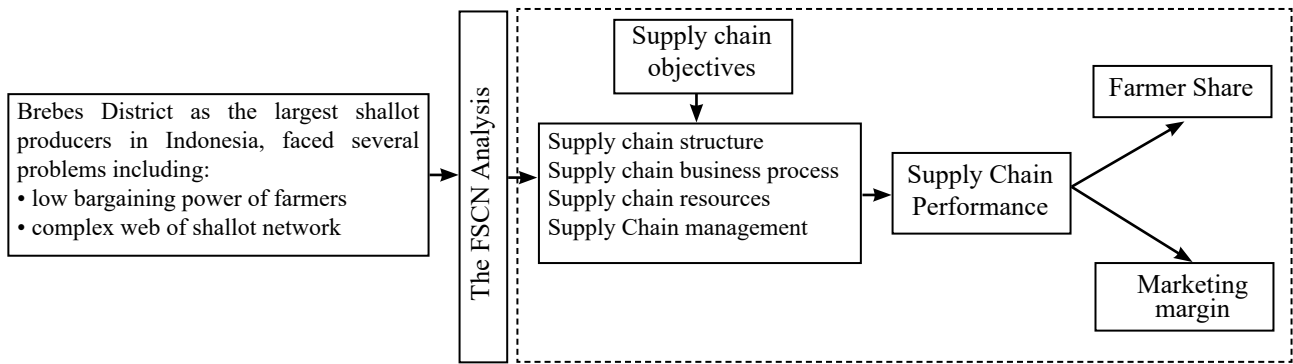 Brebes District as the largest shallot
producers in Indonesia, faced several
problems including:
• low bargaining power of farmers
• complex web of shallot network
The FSCN Analysis
Supply chain
objectives
Supply chain structure
Supply chain business process
Supply chain resources
Supply Chain management
Supply Chain
Performance
Farmer Share
Marketing
margin